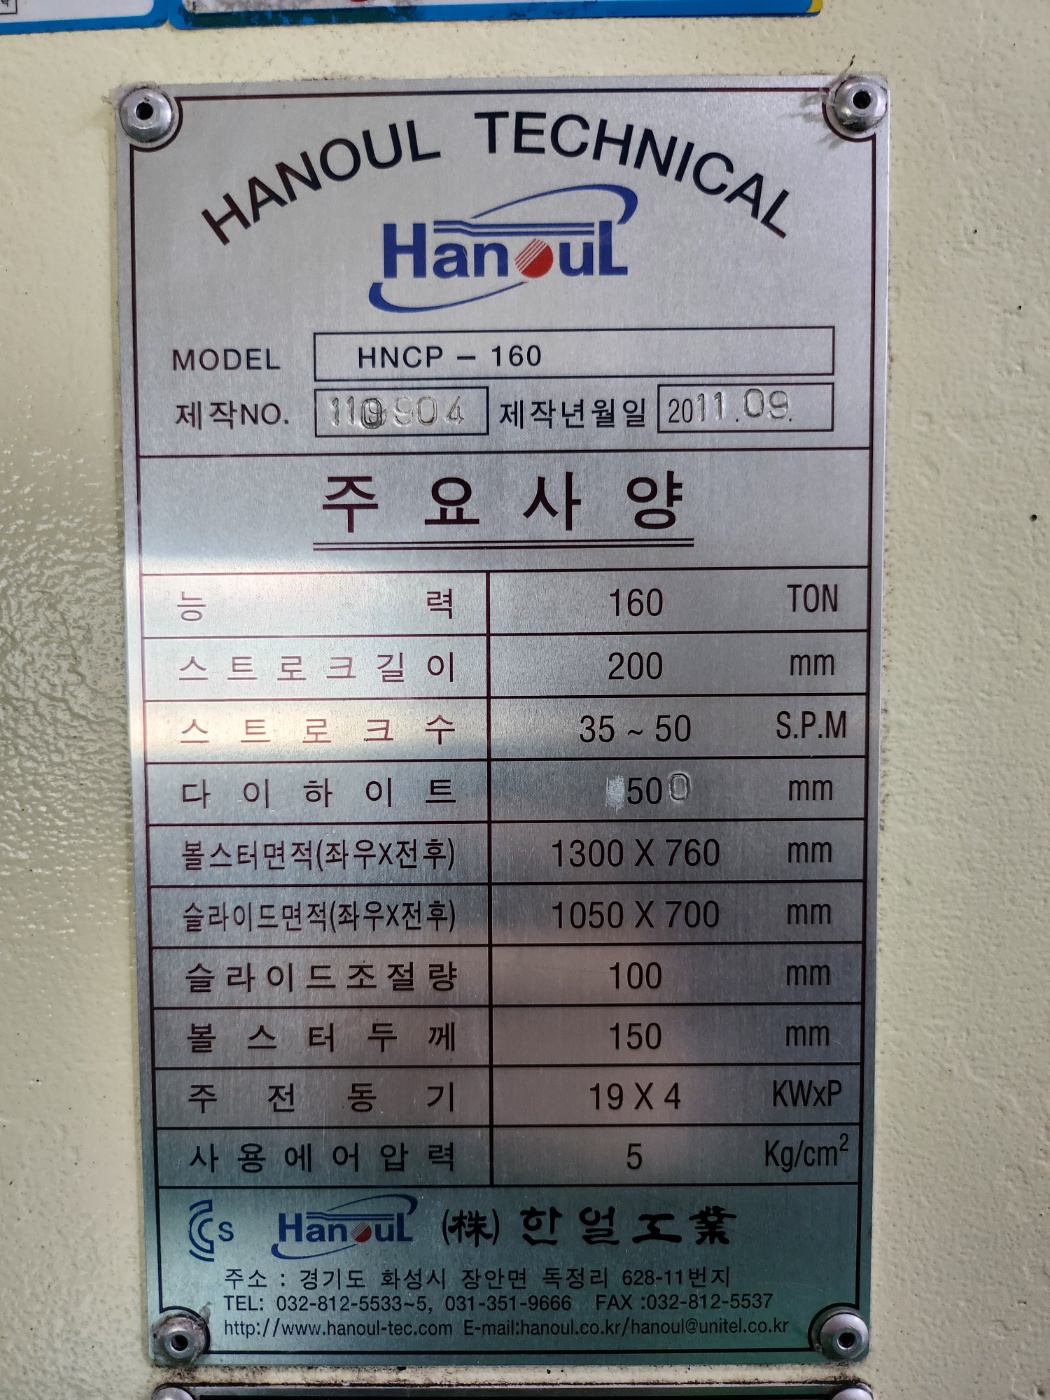 HANOUL TECHNICAL
HanouL
MODEL HNCP - 160
제작NO. 제작년월일 2011.09.
주요사양
능력 160 TON
스트로크길이 200 mm
스트로크수 35 ~ 50 S.P.M
다이하이트 500 mm
볼스터면적(좌우X전후) 1300 X 760 mm
슬라이드면적(좌우X전후) 1050 X 700 mm
슬라이드조절량 100 mm
볼스터두께 150 mm
주전동기 19 X 4 KWxP
사용에어압력 5 Kg/cm²
S HanouL (株) 한얼工業
주소 : 경기도 화성시 장안면 독정리 628-11번지
TEL: 032-812-5533~5, 031-351-9666 FAX :032-812-5537
http://www.hanoul-tec.com E-mail:hanoul.co.kr/hanoul@unitel.co.kr